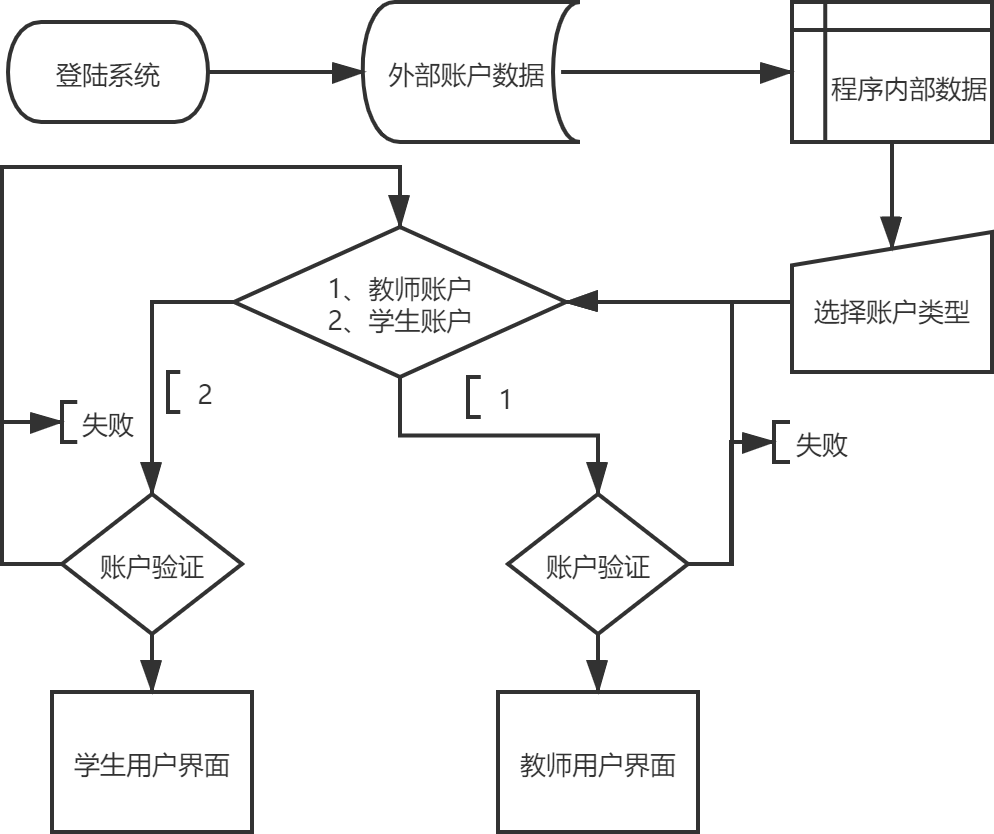 登陆系统
外部账户数据
程序内部数据
1、教师账户
2、学生账户
选择账户类型
2
1
失败
失败
账户验证
账户验证
学生用户界面
教师用户界面